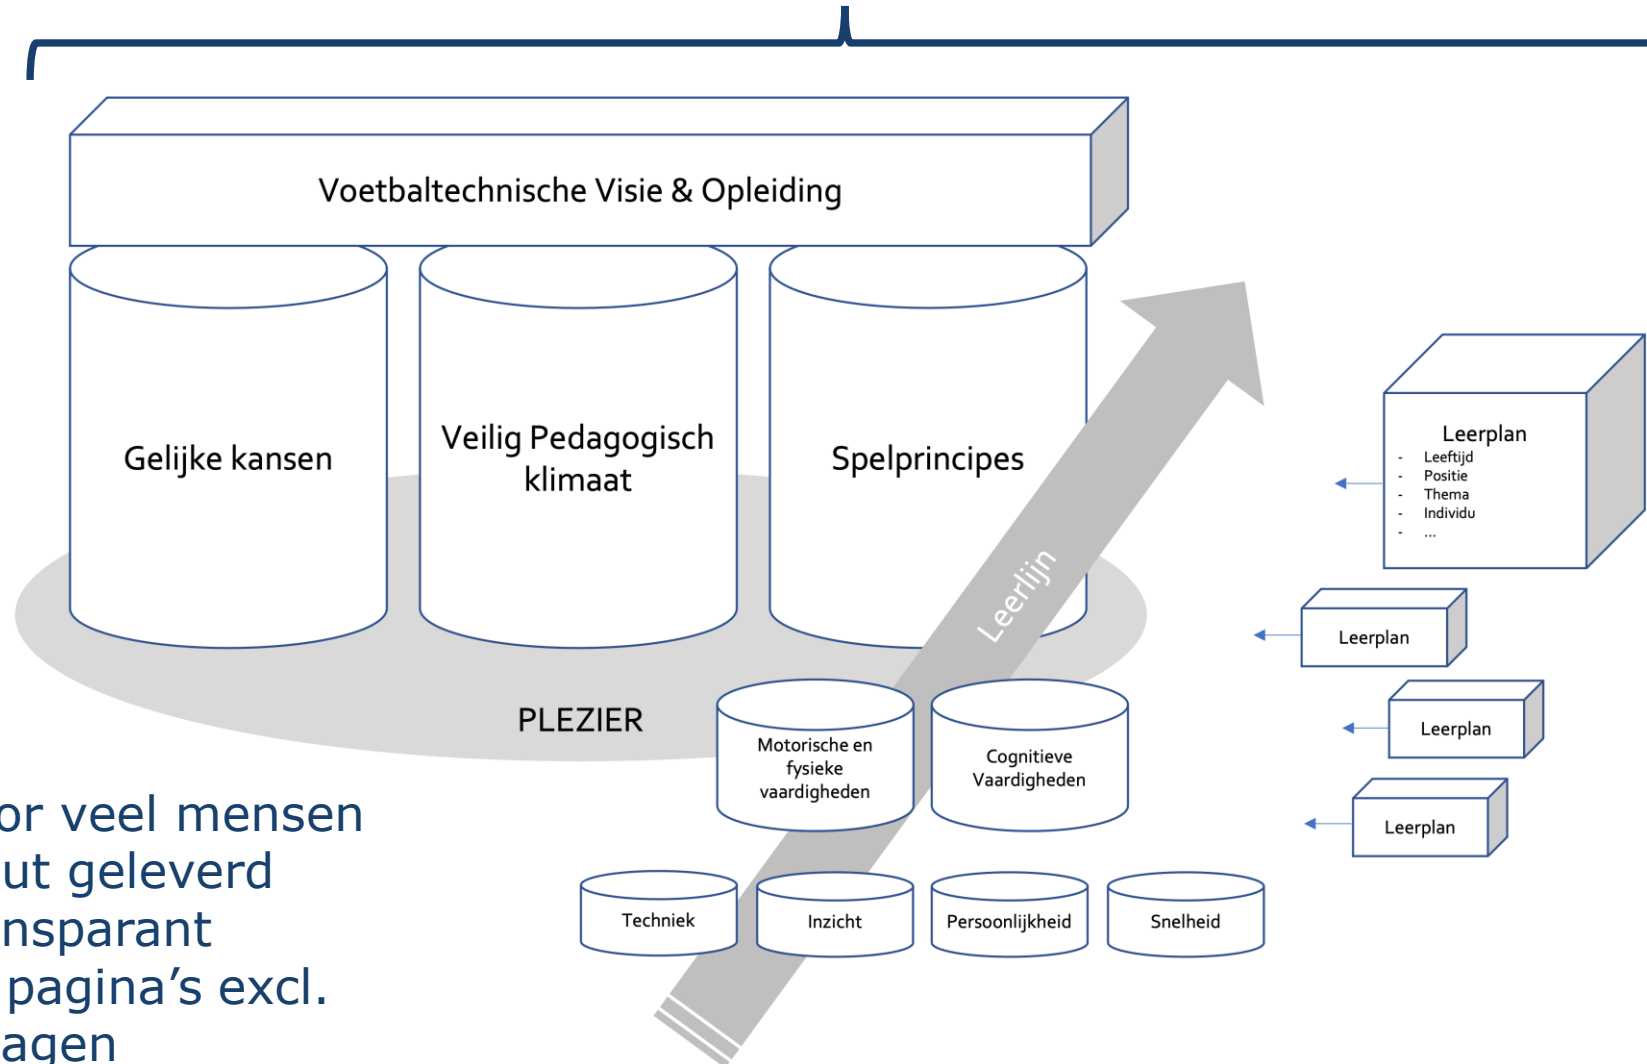 Voetbaltechnische Visie & Opleiding
Gelijke kansen
Veilig Pedagogisch
klimaat
Spelprincipes
Leerlijn
PLEZIER
Leerplan
- Leeftijd
- Positie
- Thema
- Individu
- ...
Leerplan
Leerplan
Leerplan
Motorische en
fysieke
vaardigheden
Cognitieve
Vaardigheden
Techniek
Inzicht
Persoonlijkheid
Snelheid
or veel mensen
ut geleverd
nsparant
pagina's excl.
agen